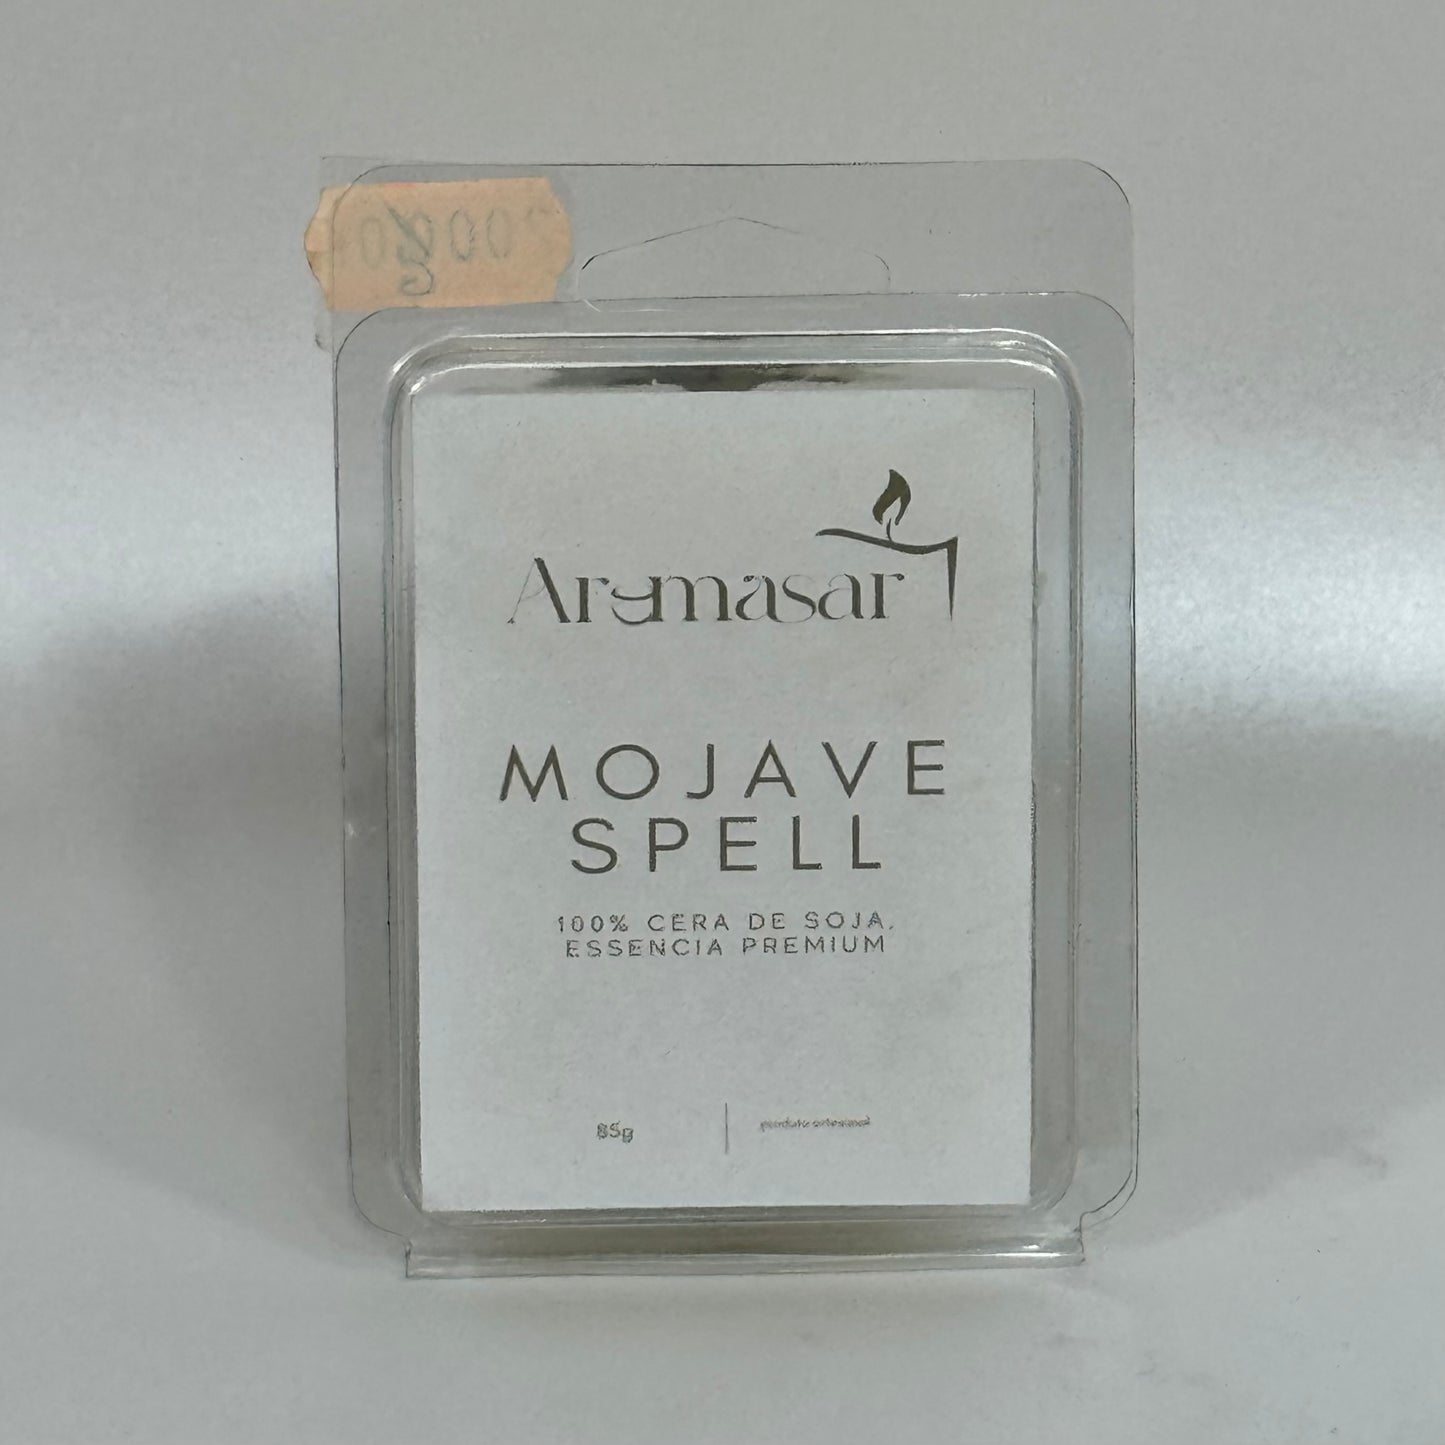 Aromasar
MOJAVE
SPELL
100% CERA DE SOJA.
ESSENCIA PREMIUM
85g